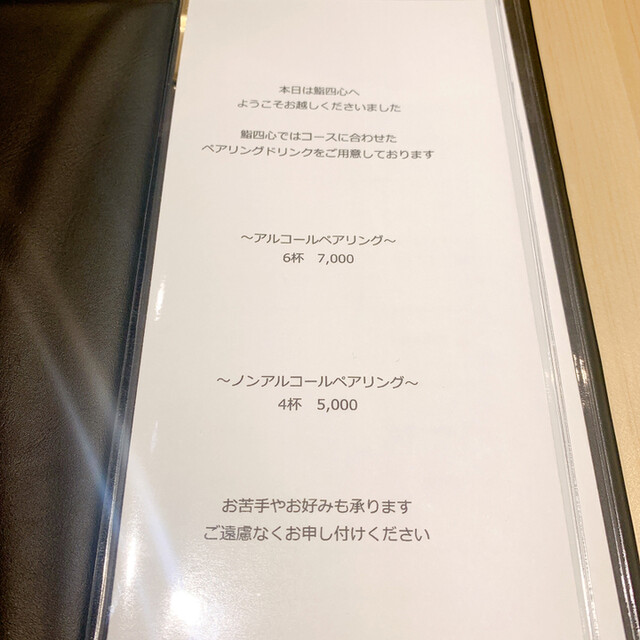 本日は鮨四心へ
ようこそお越しくださいました
鮨四心ではコースに合わせた
ペアリングドリンクをご用意しております
～アルコールペアリング～
6杯　7,000
～ノンアルコールペアリング～
4杯　5,000
お苦手やお好みも承ります
ご遠慮なくお申し付けください